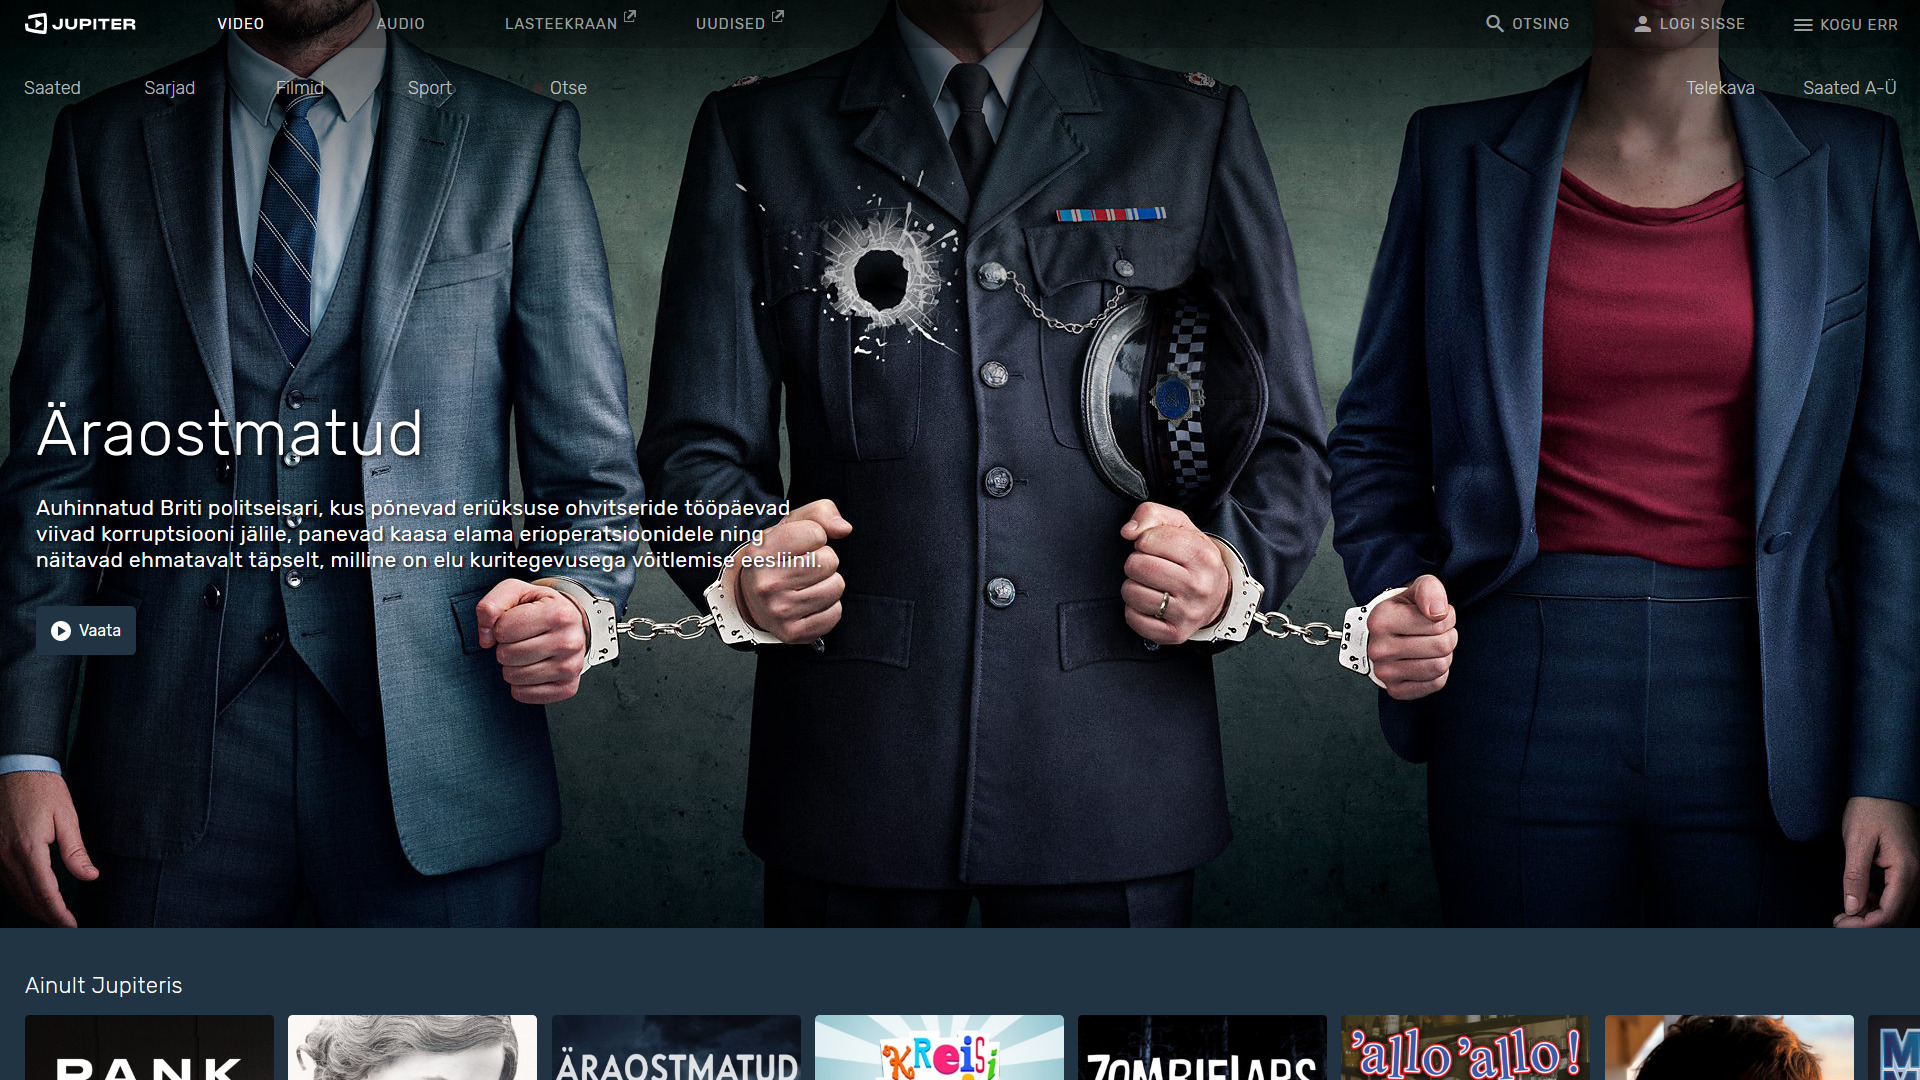 JUPITER
VIDEO
AUDIO
LASTEEKRAAN
UUDISED
OTSING
LOGI SISSE
KOGU ERR
Saated
Sarjad
Filmid
Sport
Otse
Telekava
Saated A-Ü
Äraostmatud
Auhinnatud Briti politseisari, kus põnevad eriüksuse ohvitseride tööpäevad
viivad korruptsiooni jälile, panevad kaasa elama erioperatsioonidele ning
näitavad ehmatavalt täpselt, milline on elu kuritegevusega võitlemise eesliinil.
Vaata
Ainult Jupiteris
ÄRAOSTMATUD
KREiSi
'allo 'allo!